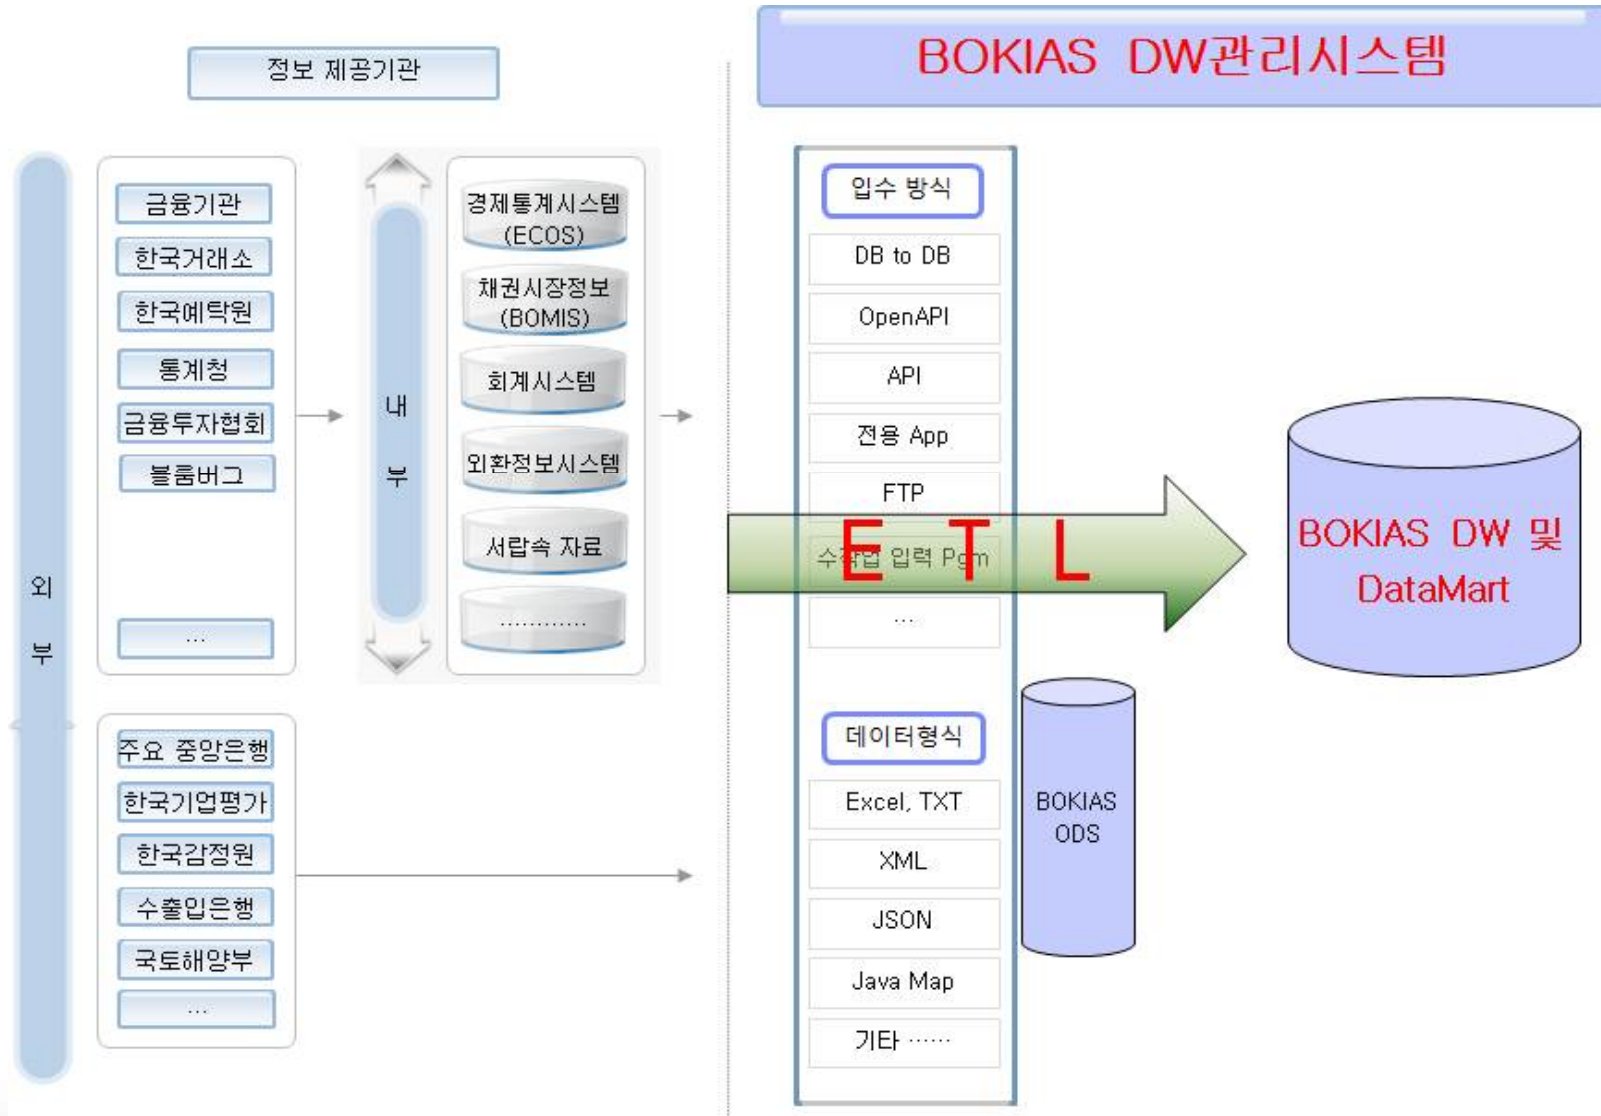 정보 제공기관
BOKIAS DW관리시스템
외
부
금융기관
한국거래소
한국예탁원
통계청
금융투자협회
블룸버그
...
내
부
경제통계시스템
(ECOS)
채권시장정보
(BOMIS)
회계시스템
외환정보시스템
서랍속 자료
............
주요 중앙은행
한국기업평가
한국감정원
수출입은행
국토해양부
...
입수 방식
DB to DB
OpenAPI
API
전용 App
FTP
수작업 입력 Pgm
...
E T L
데이터형식
Excel, TXT
XML
JSON
Java Map
기타 ......
BOKIAS
ODS
BOKIAS DW 및
DataMart